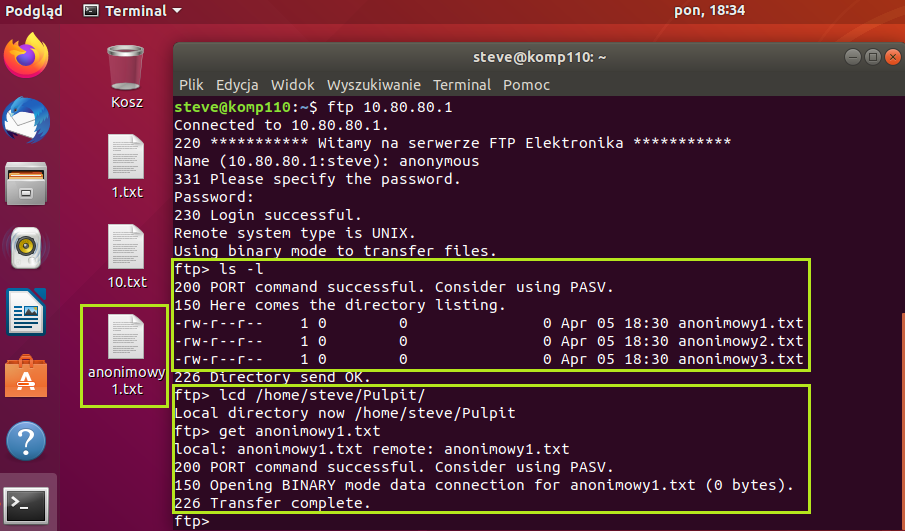 Podgląd
Terminal
pon, 18:34
Kosz
1.txt
10.txt
anonimowy
1.txt
steve@komp110: ~
Plik Edycja Widok Wyszukiwanie Terminal Pomoc
steve@komp110:~$ ftp 10.80.80.1
Connected to 10.80.80.1.
220 *********** Witamy na serwerze FTP Elektronika ***********
Name (10.80.80.1:steve): anonymous
331 Please specify the password.
Password:
230 Login successful.
Remote system type is UNIX.
Using binary mode to transfer files.
ftp> ls -l
200 PORT command successful. Consider using PASV.
150 Here comes the directory listing.
-rw-r--r--    1 0        0               0 Apr 05 18:30 anonimowy1.txt
-rw-r--r--    1 0        0               0 Apr 05 18:30 anonimowy2.txt
-rw-r--r--    1 0        0               0 Apr 05 18:30 anonimowy3.txt
226 Directory send OK.
ftp> lcd /home/steve/Pulpit/
Local directory now /home/steve/Pulpit
ftp> get anonimowy1.txt
local: anonimowy1.txt remote: anonimowy1.txt
200 PORT command successful. Consider using PASV.
150 Opening BINARY mode data connection for anonimowy1.txt (0 bytes).
226 Transfer complete.
ftp>